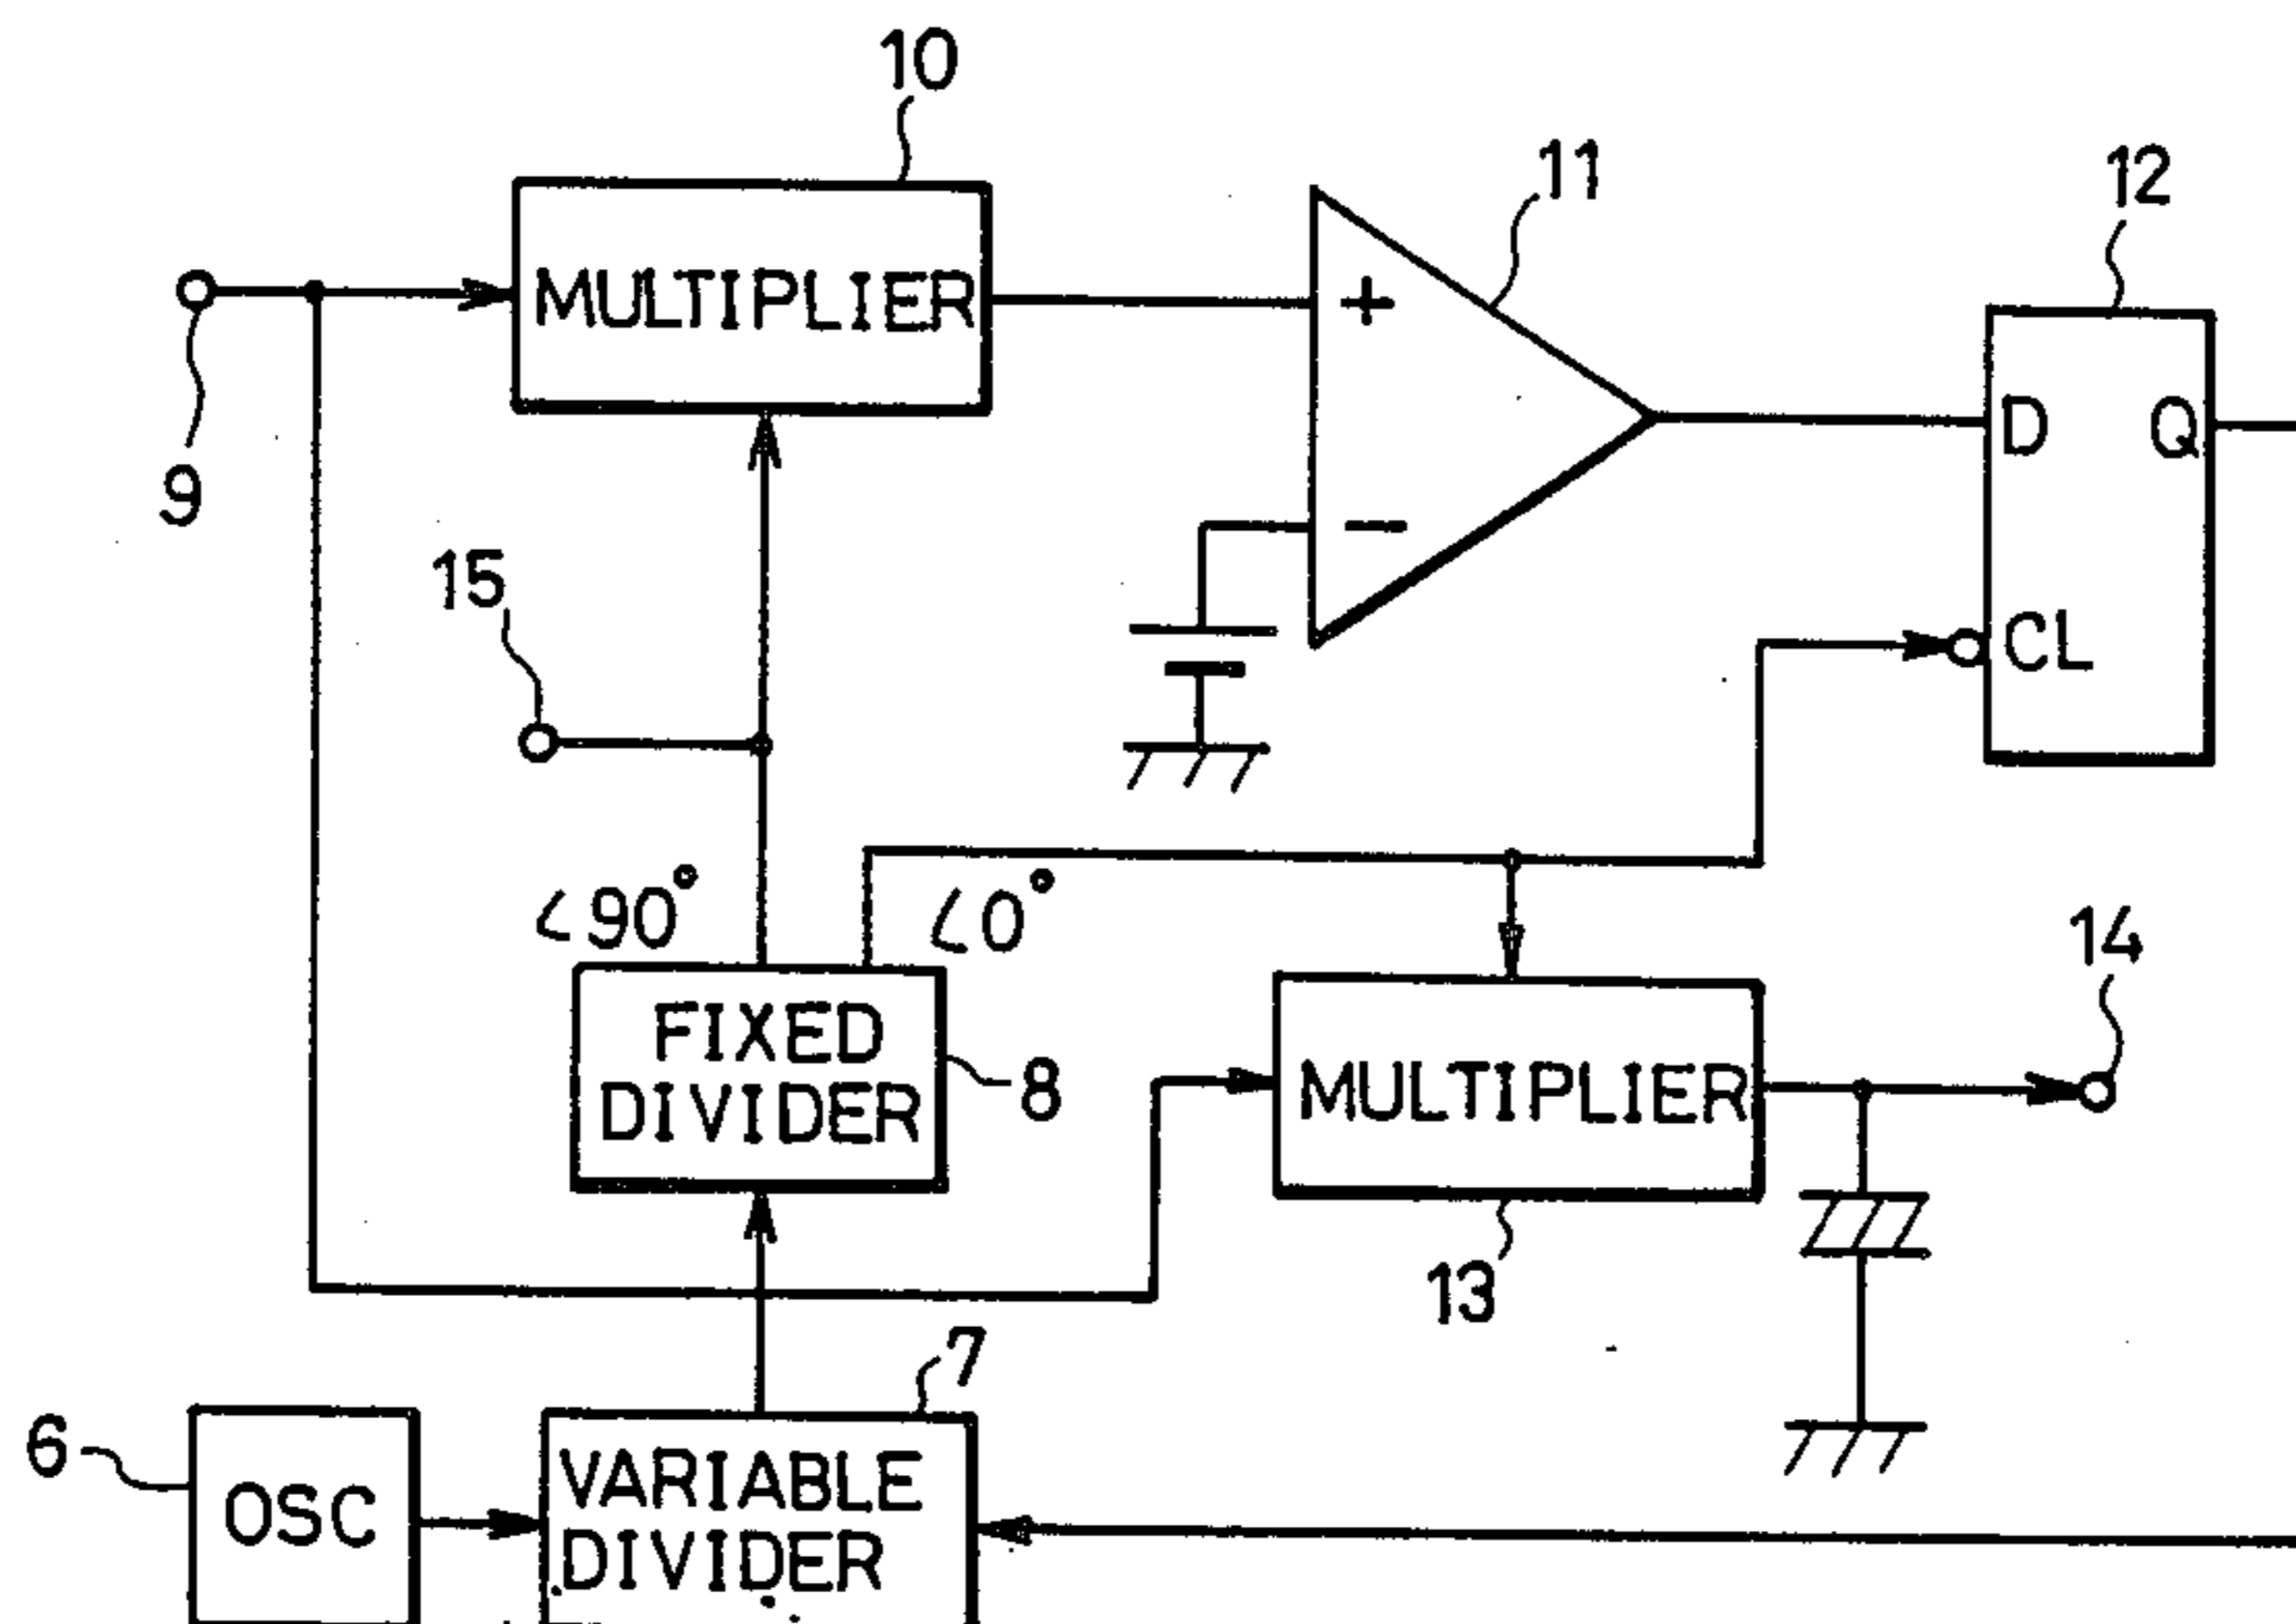 10
11
12
MULTIPLIER
+
D Q
9
−
15
CL
∠90° ∠0°
14
FIXED
DIVIDER
8
MULTIPLIER
13
7
6
OSC
VARIABLE
DIVIDER